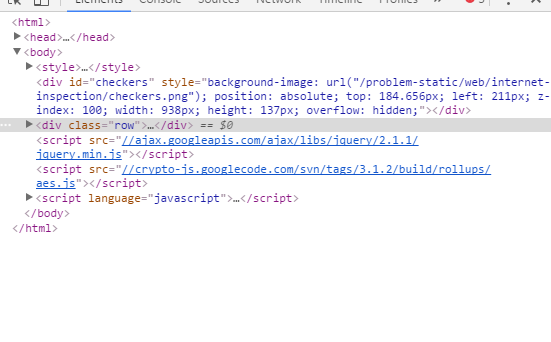 Elements Console Sources Network Timeline Profiles » 5
<html>
<head>…</head>
<body>
<style>…</style>
<div id="checkers" style="background-image: url("/problem-static/web/internet-
inspection/checkers.png"); position: absolute; top: 184.656px; left: 211px; z-
index: 100; width: 938px; height: 137px; overflow: hidden;"></div>
<div class="row">…</div> == $0
<script src="//ajax.googleapis.com/ajax/libs/jquery/2.1.1/
jquery.min.js"></script>
<script src="//crypto-js.googlecode.com/svn/tags/3.1.2/build/rollups/
aes.js"></script>
<script language="javascript">…</script>
</body>
</html>